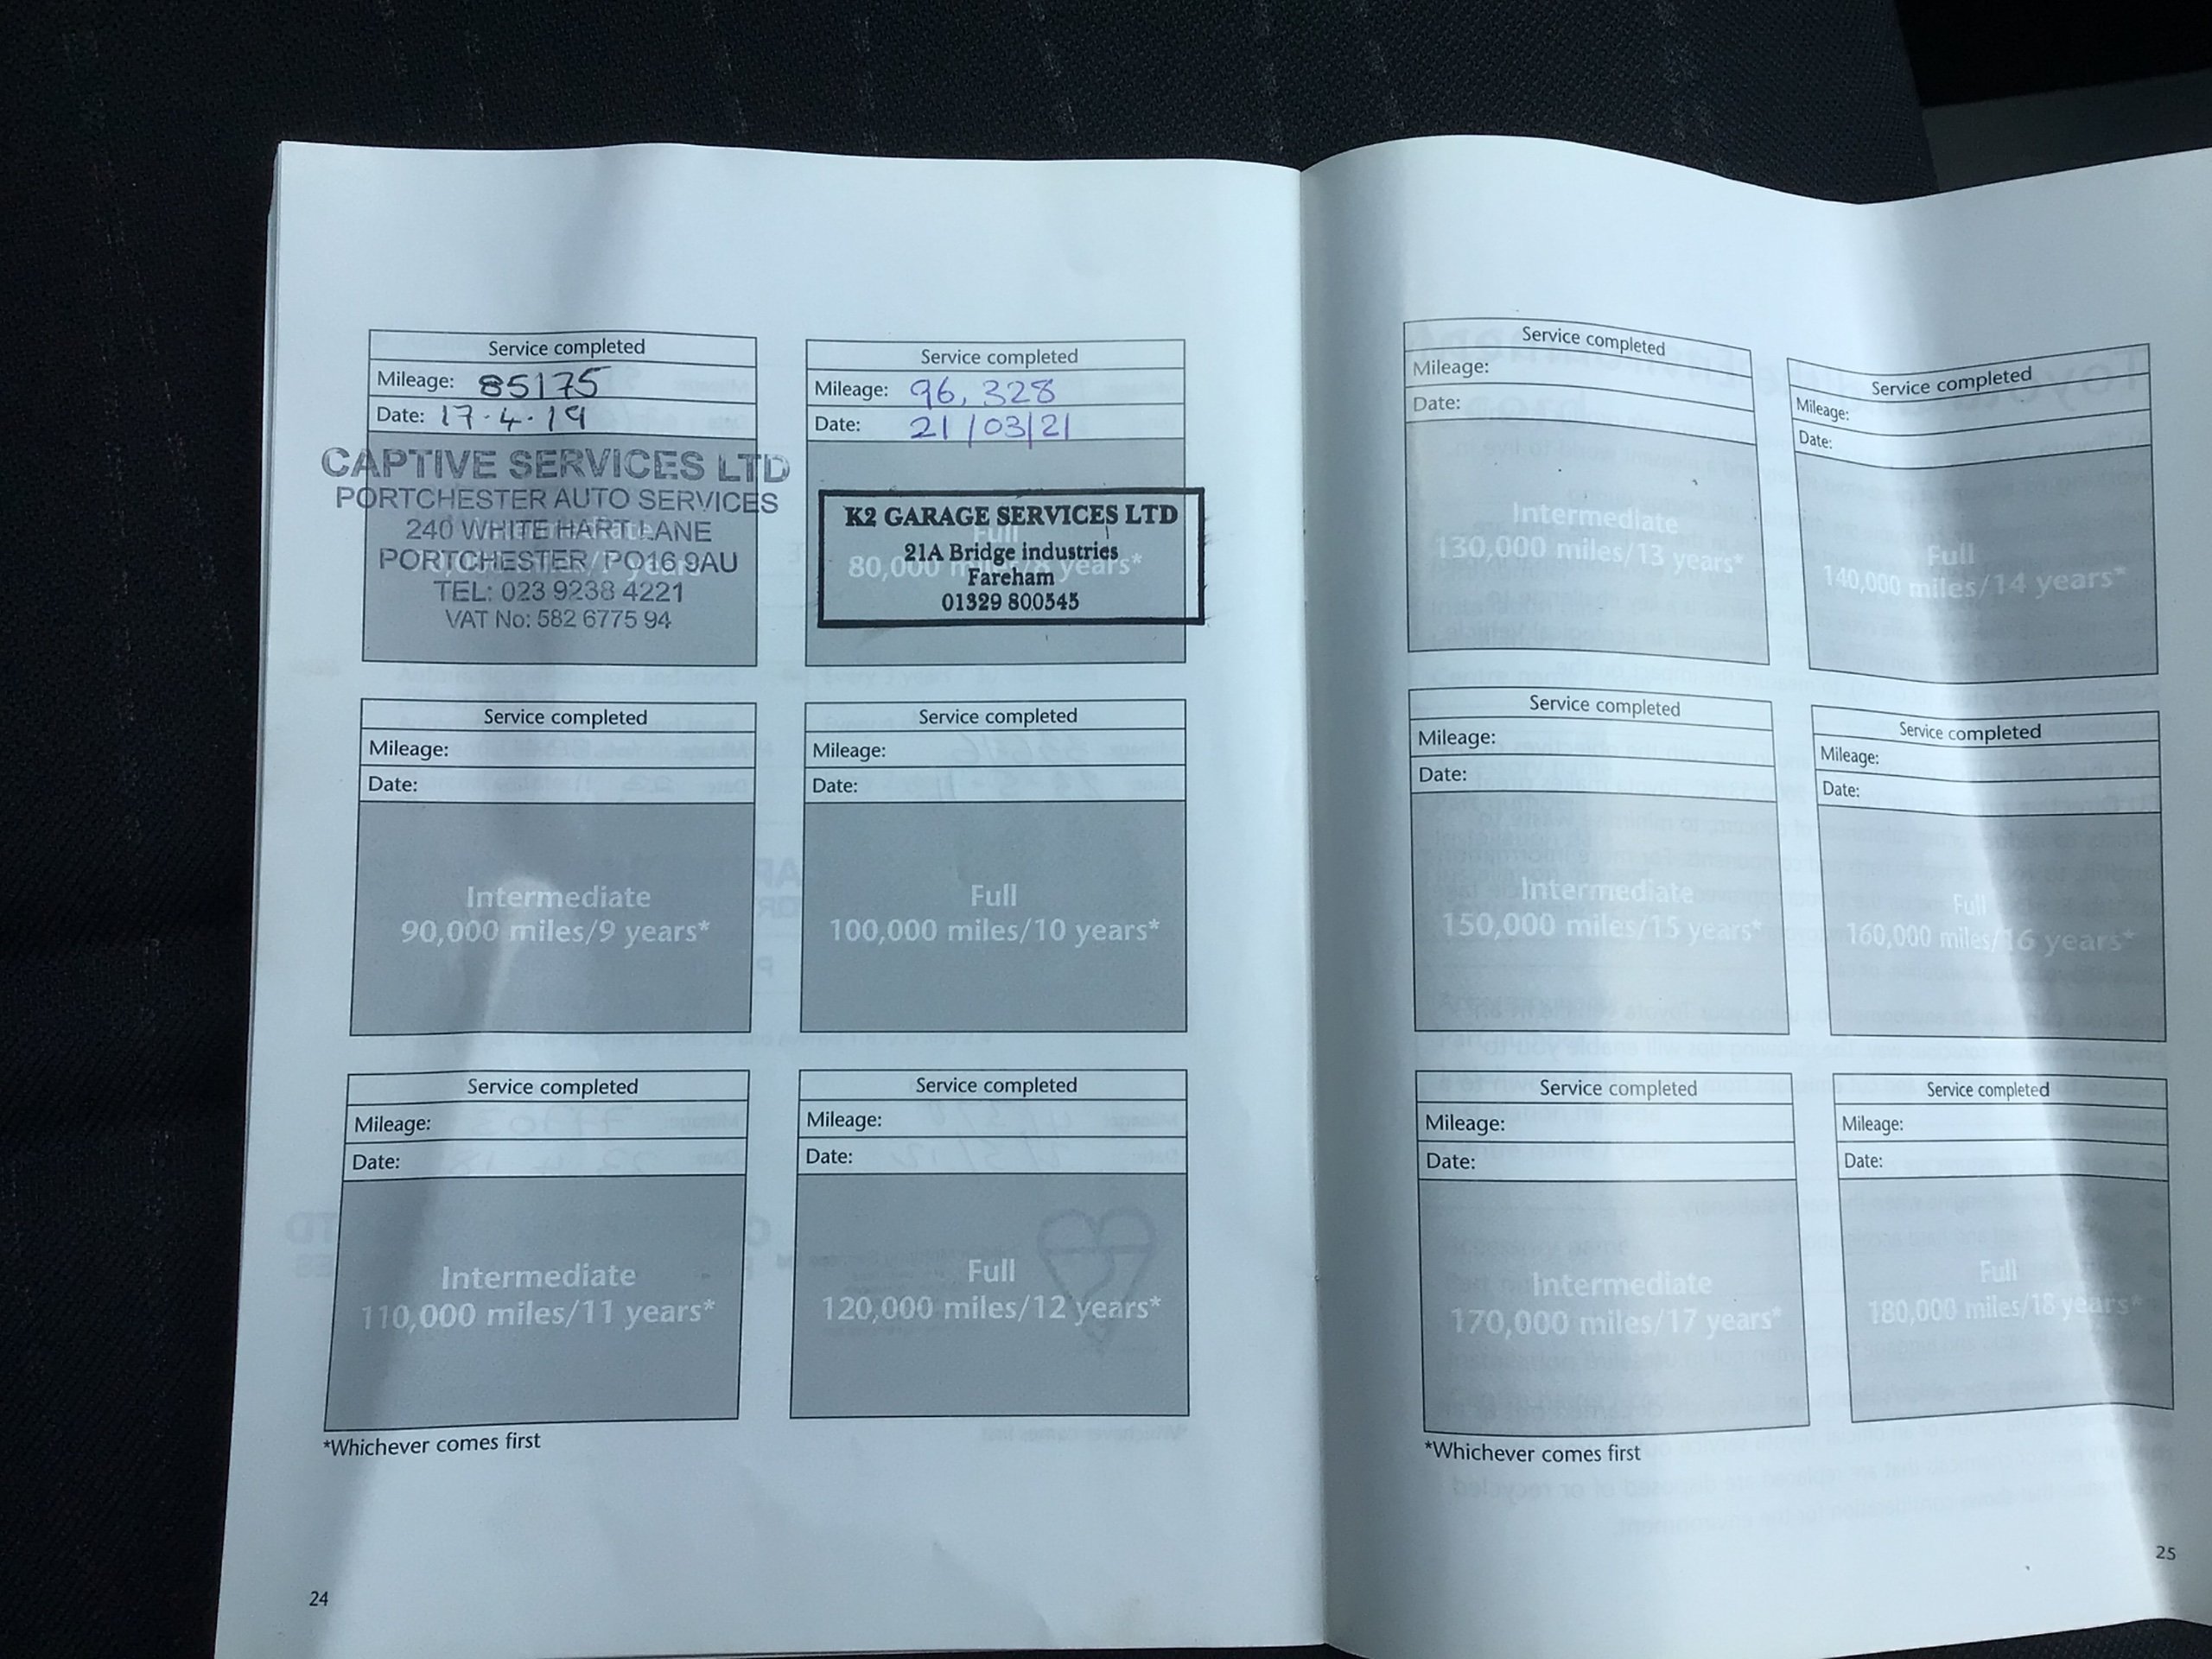 Service completed
Mileage: 85175
Date: 17.4.19
CAPTIVE SERVICES LTD
PORTCHESTER AUTO SERVICES
240 WHITE HART LANE
PORTCHESTER PO16 9AU
TEL: 023 9238 4221
VAT No: 582 6775 94
Service completed
Mileage: 96,328
Date: 21/03/21
Full
80,000 miles/8 years*
K2 GARAGE SERVICES LTD
21A Bridge industries
Fareham
01329 800545
Service completed
Mileage:
Date:
Intermediate
90,000 miles/9 years*
Service completed
Mileage:
Date:
Full
100,000 miles/10 years*
Service completed
Mileage:
Date:
Intermediate
110,000 miles/11 years*
Service completed
Mileage:
Date:
Full
120,000 miles/12 years*
*Whichever comes first
24
Service completed
Mileage:
Date:
Intermediate
130,000 miles/13 years*
Service completed
Mileage:
Date:
Full
140,000 miles/14 years*
Service completed
Mileage:
Date:
Intermediate
150,000 miles/15 years*
Service completed
Mileage:
Date:
Full
160,000 miles/16 years*
Service completed
Mileage:
Date:
Intermediate
170,000 miles/17 years*
Service completed
Mileage:
Date:
Full
180,000 miles/18 years*
*Whichever comes first
25